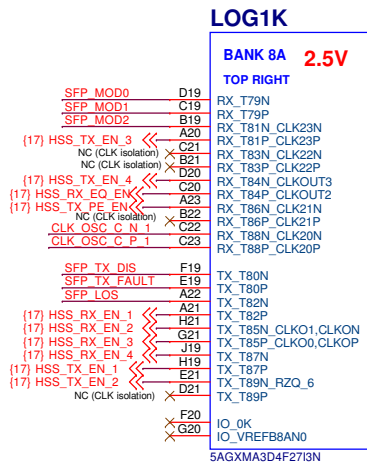 LOG1K
BANK 8A 2.5V
TOP RIGHT
SFP_MOD0 D19 RX_T79N
SFP_MOD1 C19 RX_T79P
SFP_MOD2 B19 RX_T81N_CLK23N
{17} HSS_TX_EN_3 A20 RX_T81P_CLK23P
NC (CLK isolation) C21 RX_T83N_CLK22N
B21 RX_T83P_CLK22P
{17} HSS_TX_EN_4 D20 RX_T84N_CLKOUT3
{17} HSS_RX_EQ_EN C20 RX_T84P_CLKOUT2
{17} HSS_TX_PE_EN A23 RX_T86N_CLK21N
NC (CLK isolation) B22 RX_T86P_CLK21P
CLK_OSC_C_N_1 C22 RX_T88N_CLK20N
CLK_OSC_C_P_1 C23 RX_T88P_CLK20P
SFP_TX_DIS F19 TX_T80N
SFP_TX_FAULT E19 TX_T80P
SFP_LOS A22 TX_T82N
{17} HSS_RX_EN_1 A21 TX_T82P
{17} HSS_RX_EN_2 H21 TX_T85N_CLKO1,CLKON
{17} HSS_RX_EN_3 G21 TX_T85P_CLKO0,CLKOP
{17} HSS_RX_EN_4 J19 TX_T87N
{17} HSS_TX_EN_1 H19 TX_T87P
{17} HSS_TX_EN_2 E21 TX_T89N_RZQ_6
NC (CLK isolation) D21 TX_T89P
F20 IO_0K
G20 IO_VREFB8AN0
5AGXMA3D4F27I3N